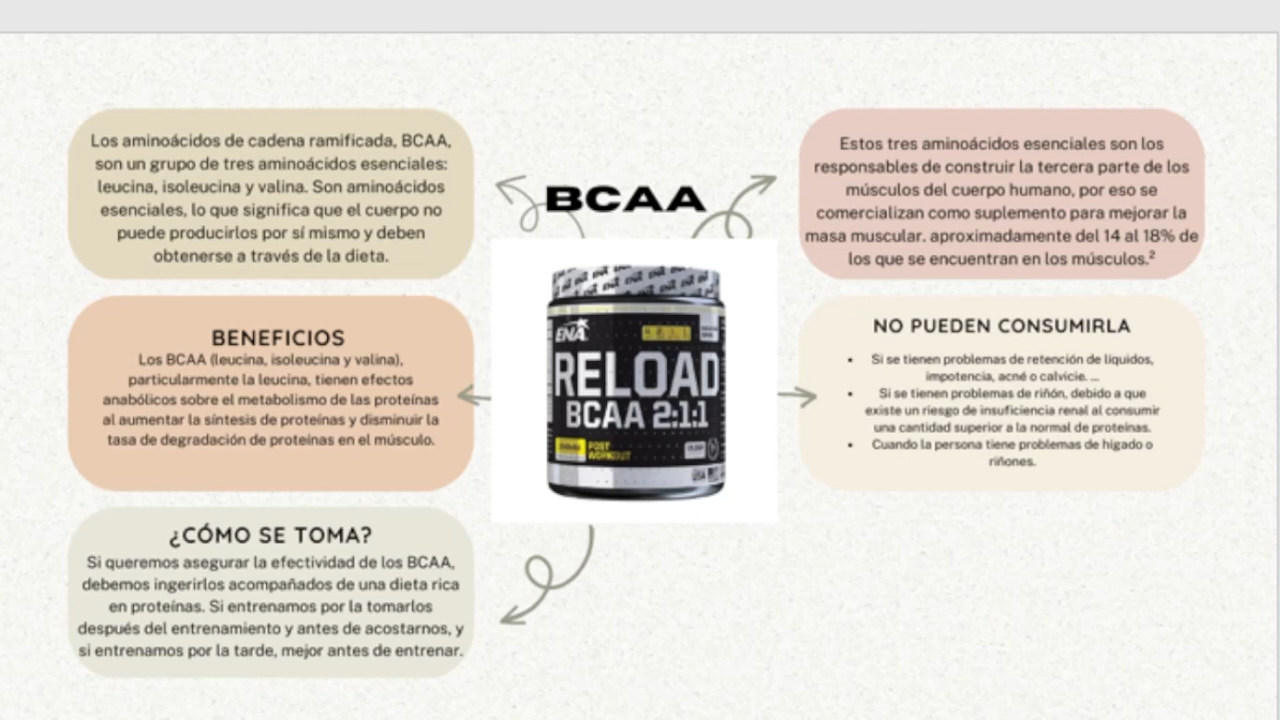 Los aminoácidos de cadena ramificada, BCAA,
son un grupo de tres aminoácidos esenciales:
leucina, isoleucina y valina. Son aminoácidos
esenciales, lo que significa que el cuerpo no
puede producirlos por sí mismo y deben
obtenerse a través de la dieta.
BCAA
Estos tres aminoácidos esenciales son los
responsables de construir la tercera parte de los
músculos del cuerpo humano, por eso se
comercializan como suplemento para mejorar la
masa muscular. aproximadamente del 14 al 18% de
los que se encuentran en los músculos.²
BENEFICIOS
Los BCAA (leucina, isoleucina y valina),
particularmente la leucina, tienen efectos
anabólicos sobre el metabolismo de las proteínas
al aumentar la síntesis de proteínas y disminuir la
tasa de degradación de proteínas en el músculo.
ENA
RELOAD
BCAA 2:1:1
POST
WORKOUT
USA
NO PUEDEN CONSUMIRLA
• Si se tienen problemas de retención de líquidos,
impotencia, acné o calvicie. ...
• Si se tienen problemas de riñón, debido a que
existe un riesgo de insuficiencia renal al consumir
una cantidad superior a la normal de proteínas.
• Cuando la persona tiene problemas de hígado o
riñones.
¿CÓMO SE TOMA?
Si queremos asegurar la efectividad de los BCAA,
debemos ingerirlos acompañados de una dieta rica
en proteínas. Si entrenamos por la tomarlos
después del entrenamiento y antes de acostarnos, y
si entrenamos por la tarde, mejor antes de entrenar.